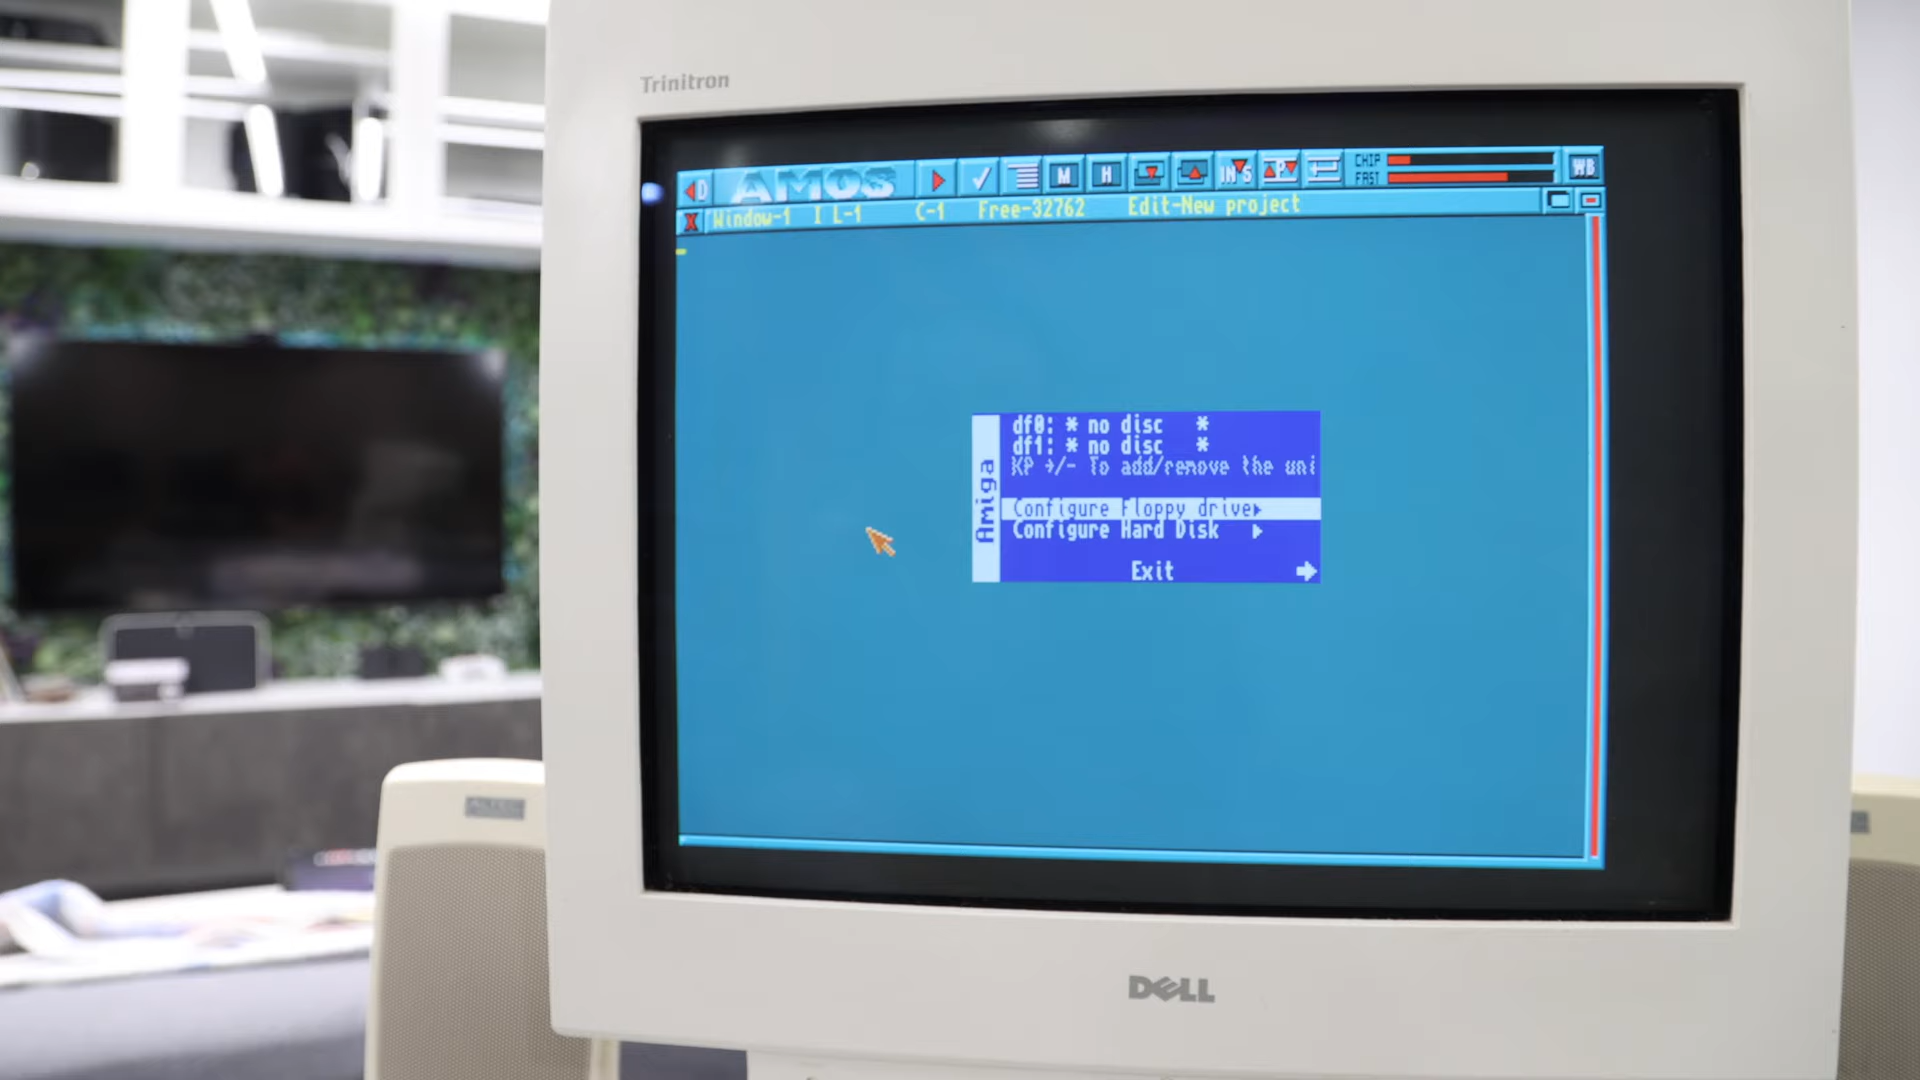 Trinitron
AMOS
M
H
CHIP
FAST
WB
X
Window-1 I L-1 C-1 Free-32762 Edit-New project
df0: * no disc *
df1: * no disc *
KP +/- To add/remove the uni
Amiga
Configure Floppy drive▸
Configure Hard Disk ▸
Exit
ALTEC
DELL